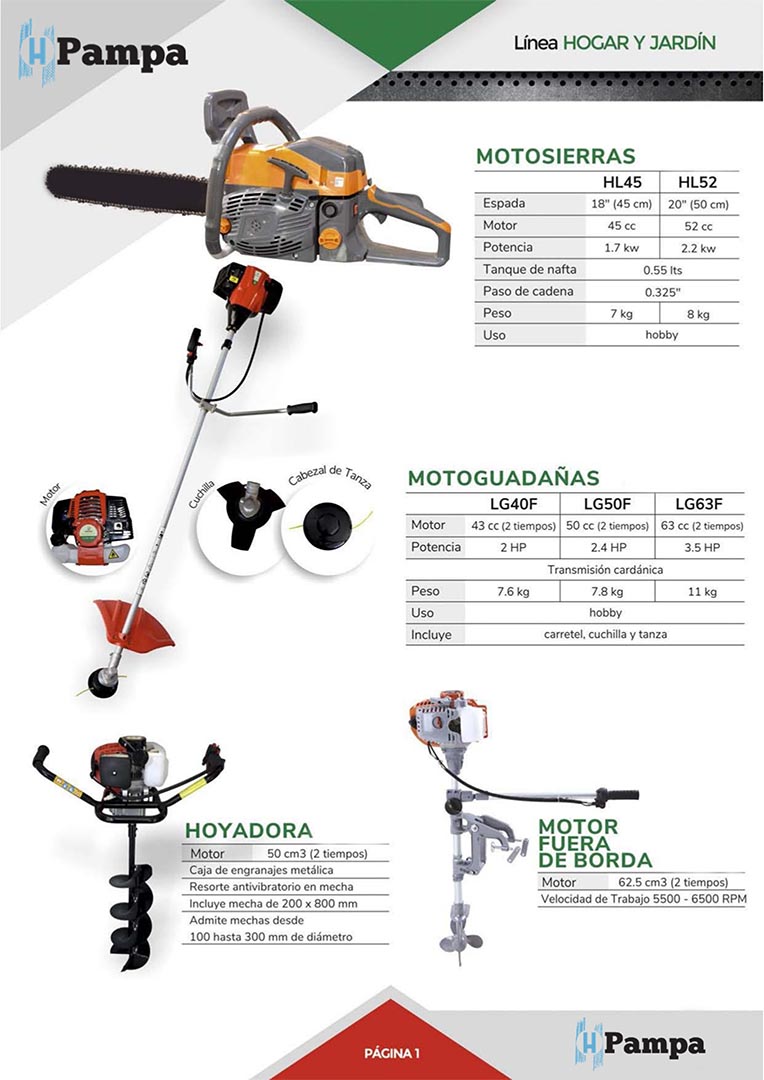 H Pampa
Línea HOGAR Y JARDÍN
MOTOSIERRAS
HL45 HL52
Espada 18" (45 cm) 20" (50 cm)
Motor 45 cc 52 cc
Potencia 1.7 kw 2.2 kw
Tanque de nafta 0.55 lts
Paso de cadena 0.325"
Peso 7 kg 8 kg
Uso hobby
Motor
Cuchilla
Cabezal de Tanza
MOTOGUADAÑAS
LG40F LG50F LG63F
Motor 43 cc (2 tiempos) 50 cc (2 tiempos) 63 cc (2 tiempos)
Potencia 2 HP 2.4 HP 3.5 HP
Transmisión cardánica
Peso 7.6 kg 7.8 kg 11 kg
Uso hobby
Incluye carretel, cuchilla y tanza
HOYADORA
Motor 50 cm3 (2 tiempos)
Caja de engranajes metálica
Resorte antivibratorio en mecha
Incluye mecha de 200 x 800 mm
Admite mechas desde
100 hasta 300 mm de diámetro
MOTOR
FUERA
DE BORDA
Motor 62.5 cm3 (2 tiempos)
Velocidad de Trabajo 5500 - 6500 RPM
PÁGINA 1
H Pampa